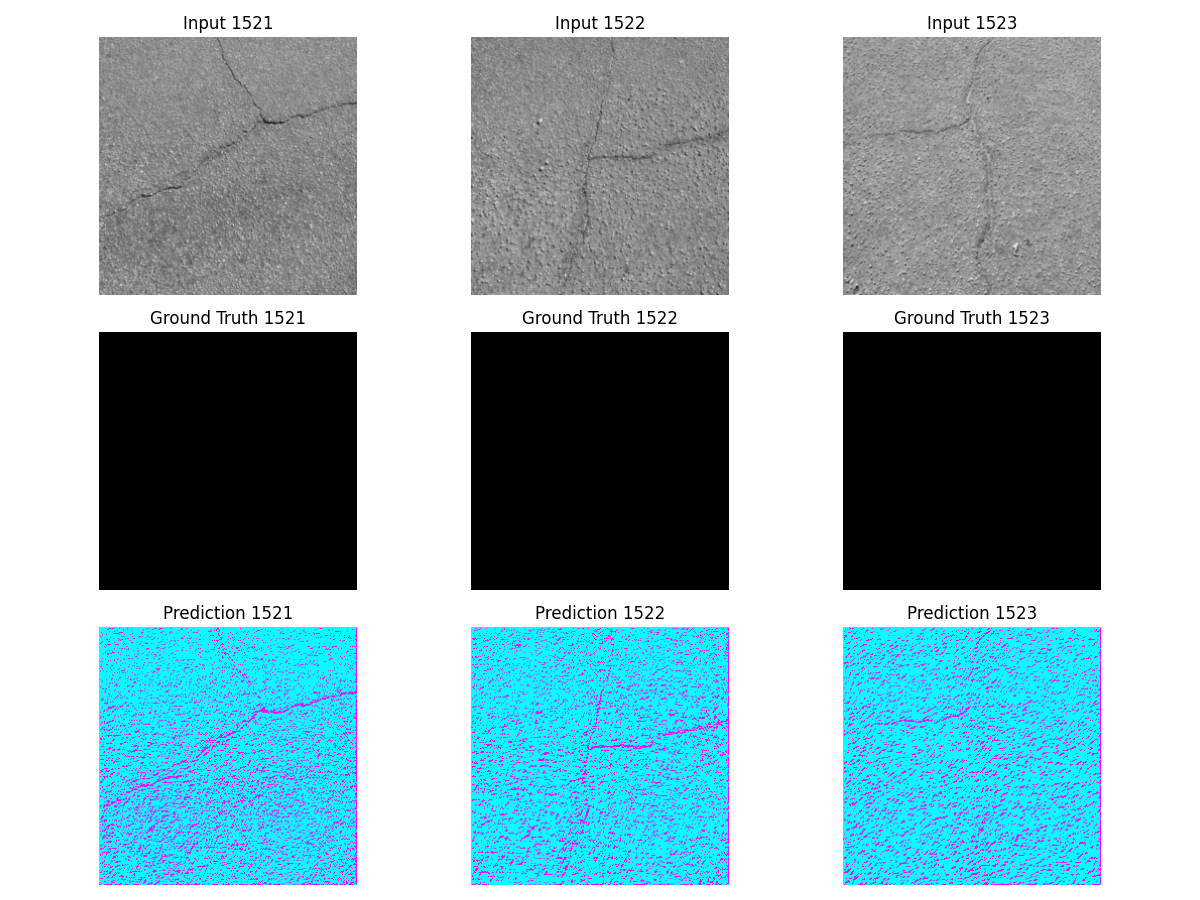 Input 1521
Input 1522
Input 1523
Ground Truth 1521
Ground Truth 1522
Ground Truth 1523
Prediction 1521
Prediction 1522
Prediction 1523